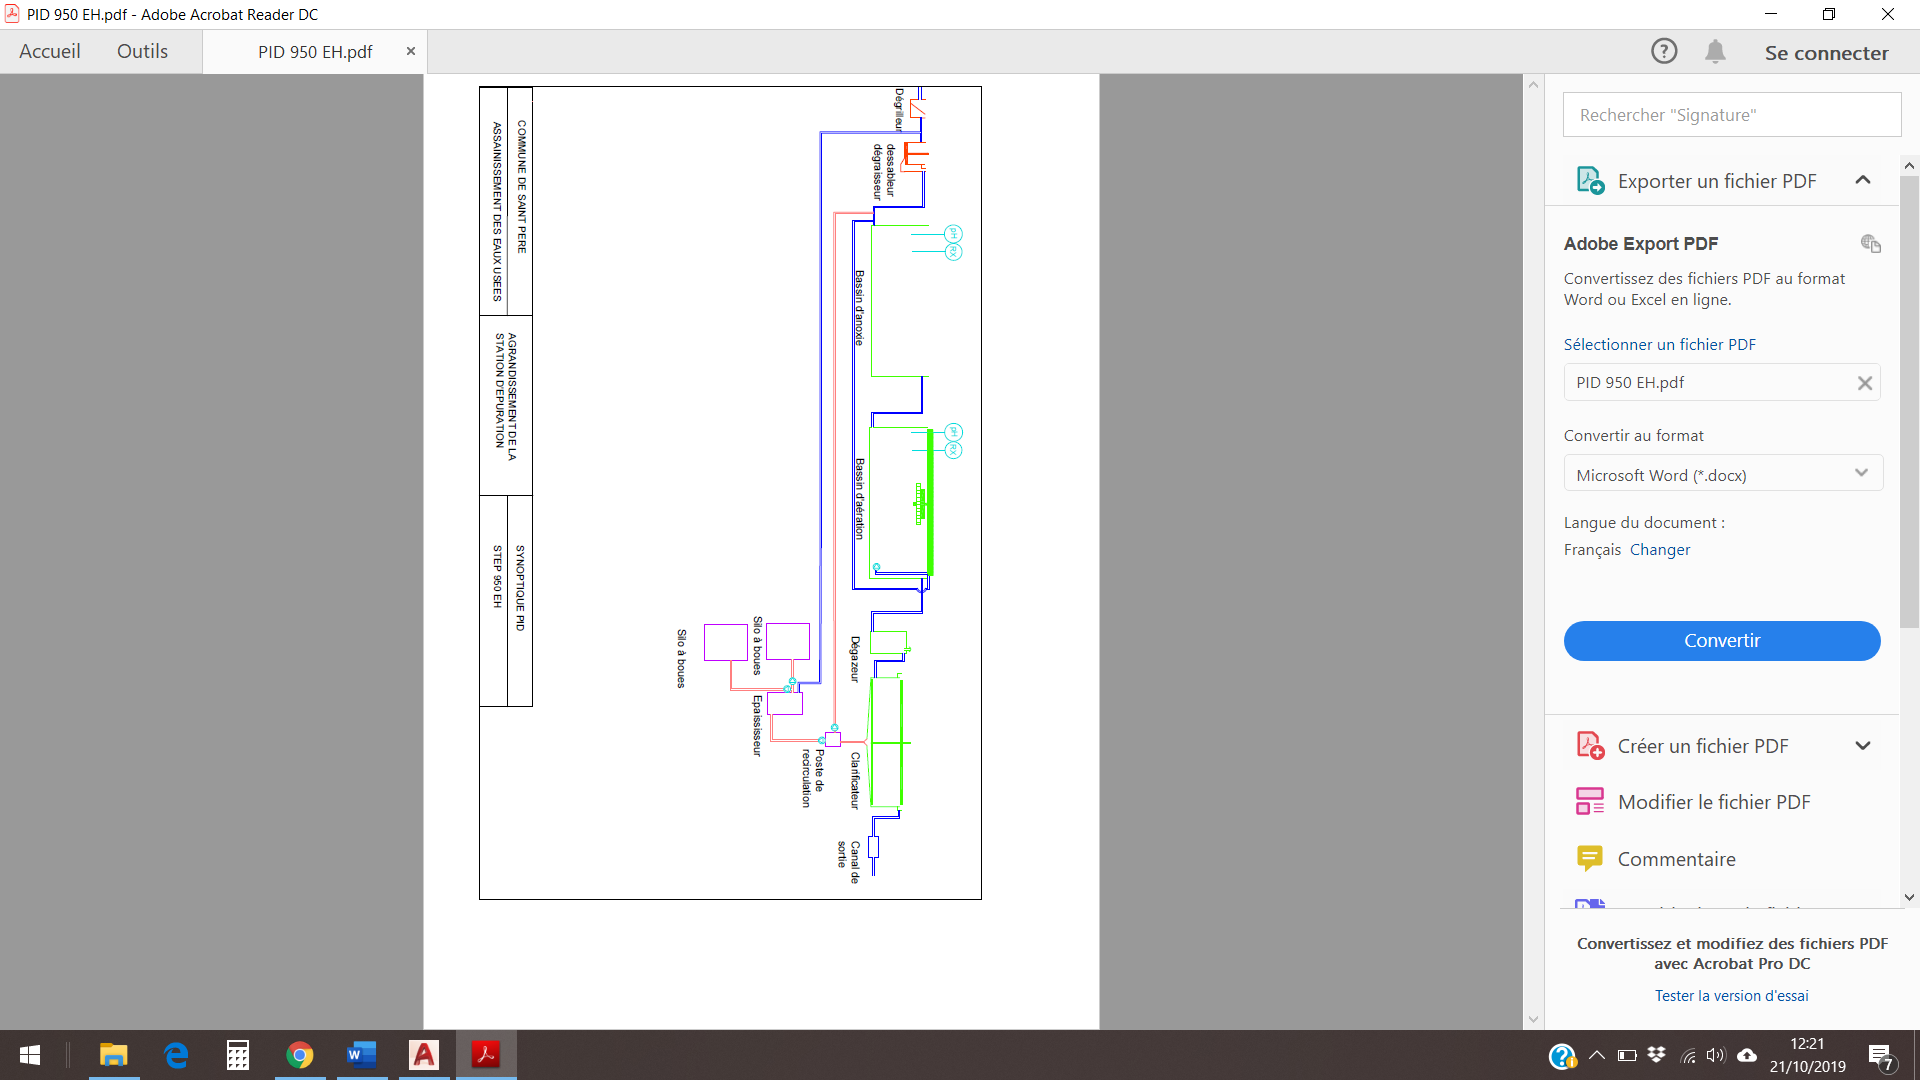 PID 950 EH.pdf - Adobe Acrobat Reader DC
Accueil
Outils
PID 950 EH.pdf
Se connecter
COMMUNE DE SAINT PERE
ASSAINISSEMENT DES EAUX USEES
AGRANDISSEMENT DE LA
STATION D'EPURATION
SYNOPTIQUE PID
STEP 950 EH
Dégrilleur
dessableur
dégraisseur
pH
RX
Bassin d'anoxie
pH
RX
Bassin d'aération
Dégazeur
Silo à boues
Silo à boues
Epaississeur
Poste de
recirculation
Clarificateur
Canal de
sortie
Rechercher "Signature"
Exporter un fichier PDF
Adobe Export PDF
Convertissez des fichiers PDF au format
Word ou Excel en ligne.
Sélectionner un fichier PDF
PID 950 EH.pdf
Convertir au format
Microsoft Word (*.docx)
Langue du document :
Français Changer
Convertir
Créer un fichier PDF
Modifier le fichier PDF
Commentaire
Convertissez et modifiez des fichiers PDF
avec Acrobat Pro DC
Tester la version d'essai
12:21
21/10/2019
7